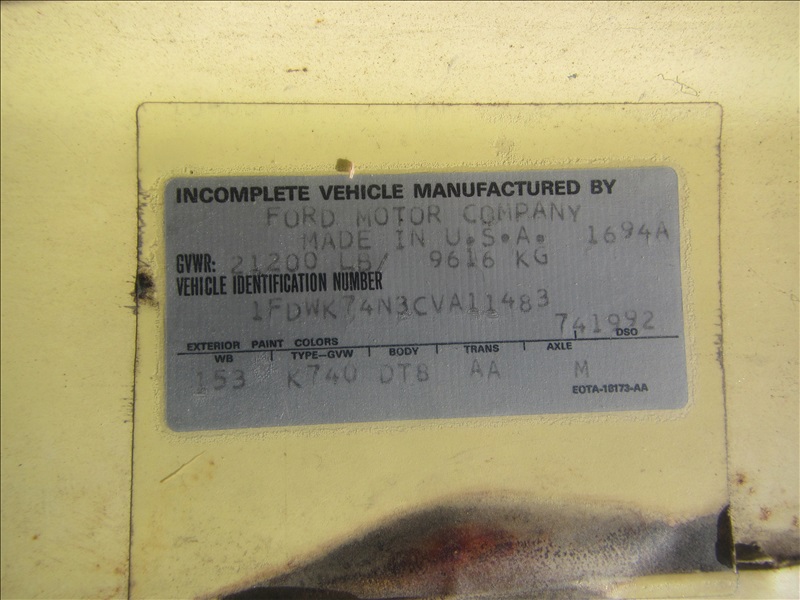 INCOMPLETE VEHICLE MANUFACTURED BY
FORD MOTOR COMPANY
MADE IN U.S.A. 1694A
GVWR: 21200 LB/ 9616 KG
VEHICLE IDENTIFICATION NUMBER
1FDWK74N3CVA11483
741992
EXTERIOR PAINT COLORS DSO
WB TYPE-GVW BODY TRANS AXLE
153 K740 DT8 AA M
EOTA-10173-AA